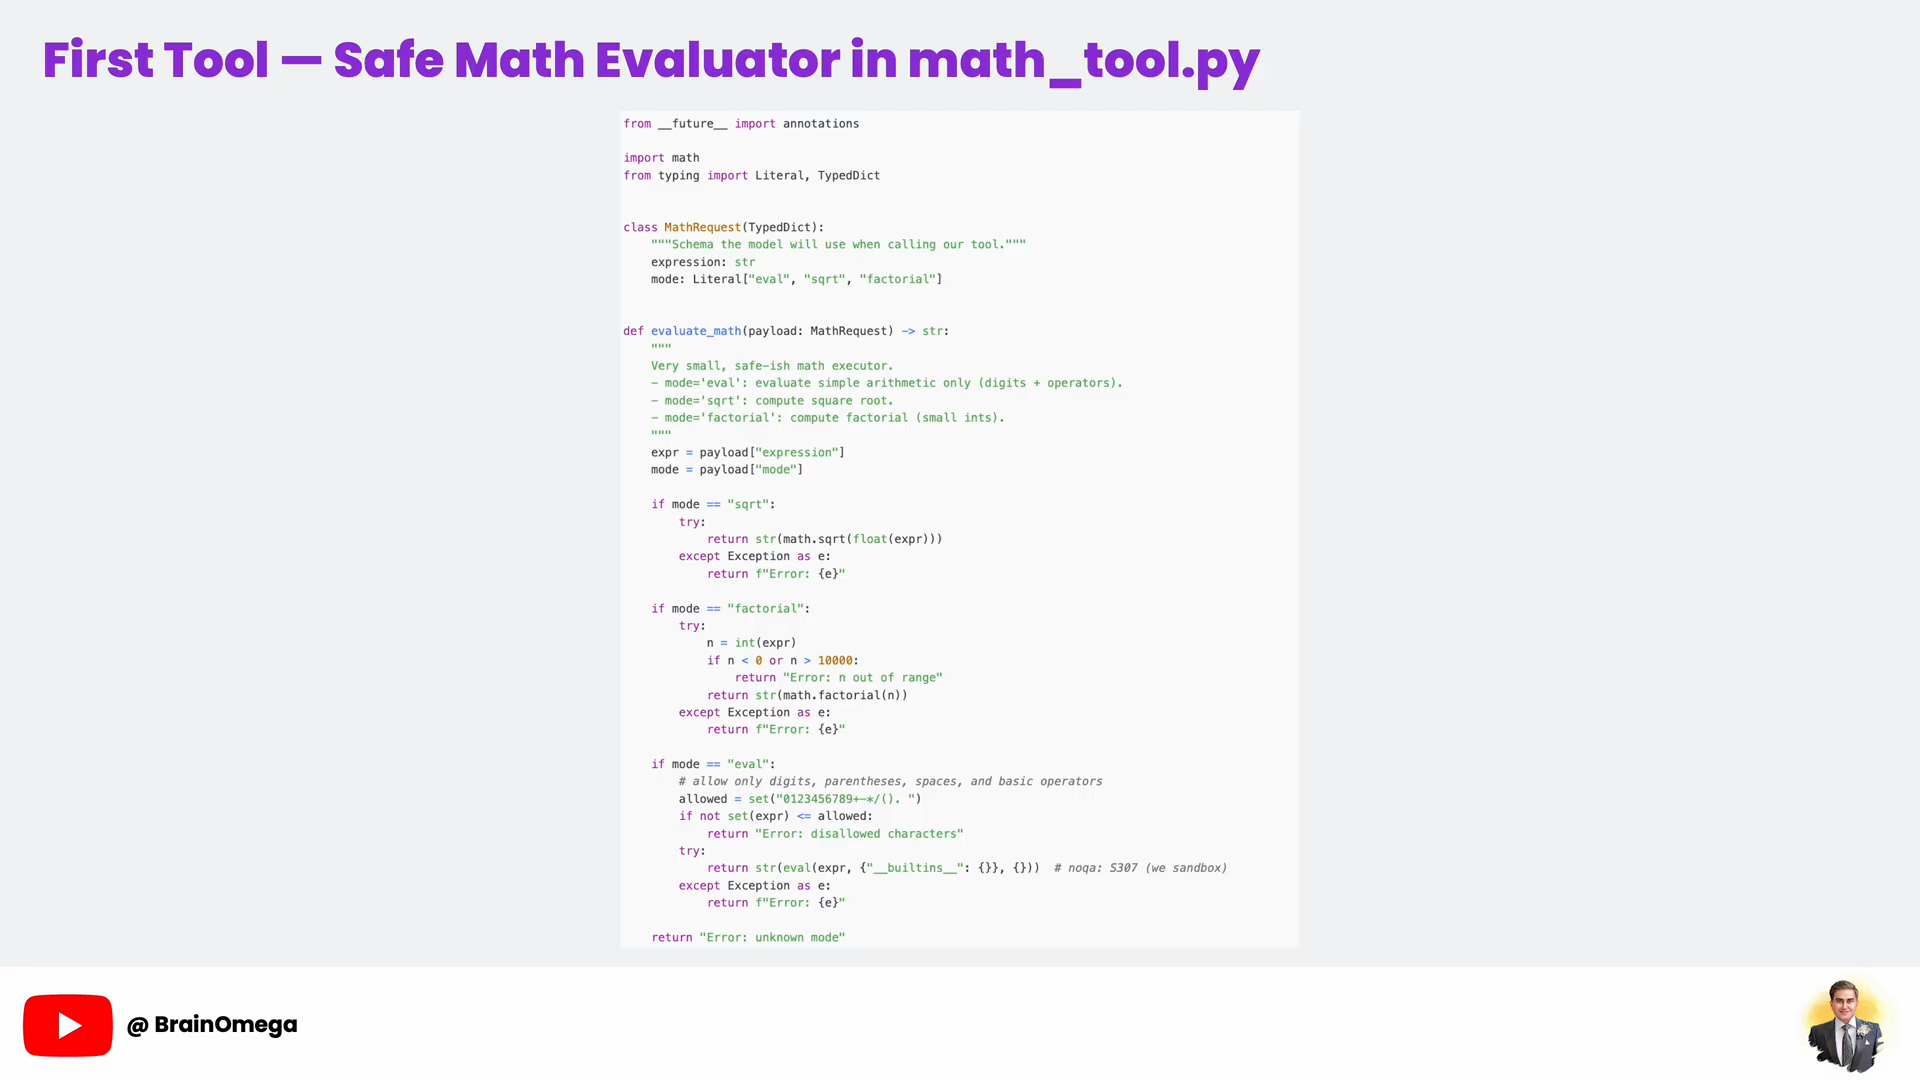 First Tool — Safe Math Evaluator in math_tool.py
from __future__ import annotations
import math
from typing import Literal, TypedDict
class MathRequest(TypedDict):
    """Schema the model will use when calling our tool."""
    expression: str
    mode: Literal["eval", "sqrt", "factorial"]
def evaluate_math(payload: MathRequest) -> str:
    """
    Very small, safe-ish math executor.
    - mode='eval': evaluate simple arithmetic only (digits + operators).
    - mode='sqrt': compute square root.
    - mode='factorial': compute factorial (small ints).
    """
    expr = payload["expression"]
    mode = payload["mode"]
    if mode == "sqrt":
        try:
            return str(math.sqrt(float(expr)))
        except Exception as e:
            return f"Error: {e}"
    if mode == "factorial":
        try:
            n = int(expr)
            if n < 0 or n > 10000:
                return "Error: n out of range"
            return str(math.factorial(n))
        except Exception as e:
            return f"Error: {e}"
    if mode == "eval":
        # allow only digits, parentheses, spaces, and basic operators
        allowed = set("0123456789+-*/(). ")
        if not set(expr) <= allowed:
            return "Error: disallowed characters"
        try:
            return str(eval(expr, {"__builtins__": {}}, {}))  # noqa: S307 (we sandbox)
        except Exception as e:
            return f"Error: {e}"
    return "Error: unknown mode"
@ BrainOmega